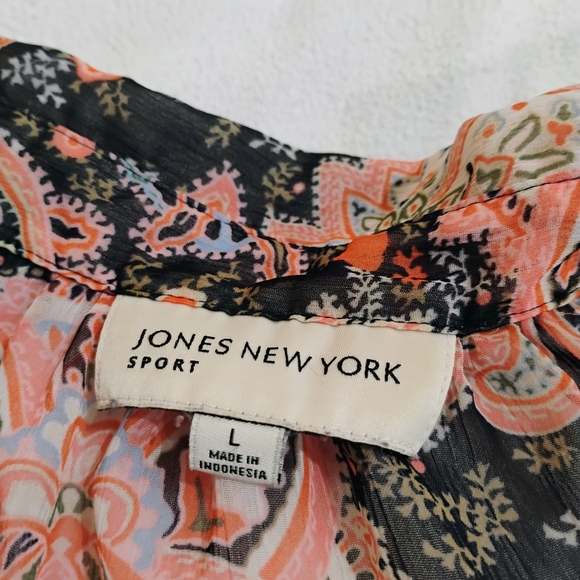 JONES NEW YORK
SPORT
L
MADE IN
INDONESIA